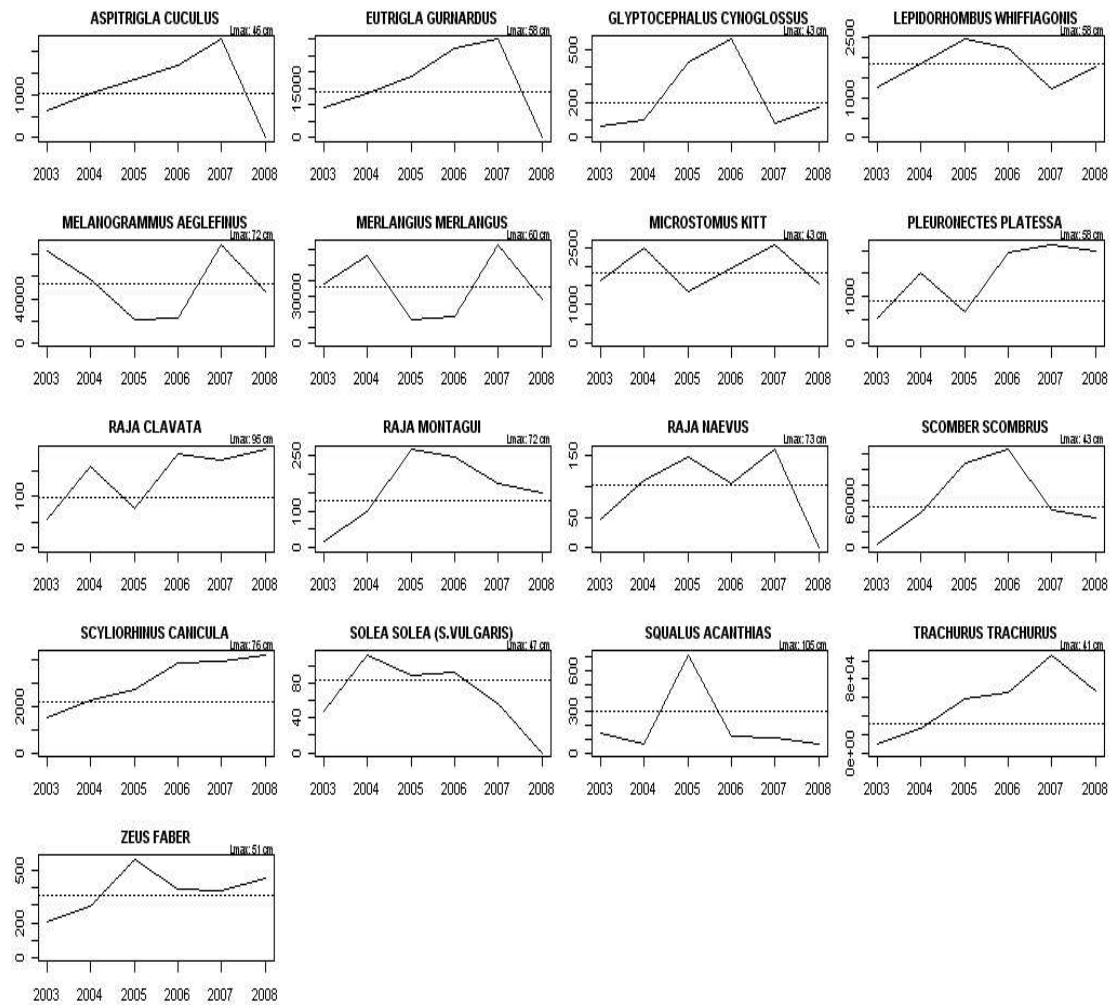 ASPITRIGLA CUCULUS
Lmax: 46 cm
0 1000
2003 2004 2005 2006 2007 2008
EUTRIGLA GURNARDUS
Lmax: 58 cm
0 15000
2003 2004 2005 2006 2007 2008
GLYPTOCEPHALUS CYNOGLOSSUS
Lmax: 43 cm
0 200 500
2003 2004 2005 2006 2007 2008
LEPIDORHOMBUS WHIFFIAGONIS
Lmax: 58 cm
0 1000 2500
2003 2004 2005 2006 2007 2008
MELANOGRAMMUS AEGLEFINUS
Lmax: 72 cm
0 40000
2003 2004 2005 2006 2007 2008
MERLANGIUS MERLANGUS
Lmax: 60 cm
0 30000
2003 2004 2005 2006 2007 2008
MICROSTOMUS KITT
Lmax: 43 cm
0 1000 2500
2003 2004 2005 2006 2007 2008
PLEURONECTES PLATESSA
Lmax: 58 cm
0 1000
2003 2004 2005 2006 2007 2008
RAJA CLAVATA
Lmax: 96 cm
0 100
2003 2004 2005 2006 2007 2008
RAJA MONTAGUI
Lmax: 72 cm
0 100 250
2003 2004 2005 2006 2007 2008
RAJA NAEVUS
Lmax: 73 cm
0 50 150
2003 2004 2005 2006 2007 2008
SCOMBER SCOMBRUS
Lmax: 43 cm
0 60000
2003 2004 2005 2006 2007 2008
SCYLIORHINUS CANICULA
Lmax: 76 cm
0 2000
2003 2004 2005 2006 2007 2008
SOLEA SOLEA (S.VULGARIS)
Lmax: 47 cm
0 40 80
2003 2004 2005 2006 2007 2008
SQUALUS ACANTHIAS
Lmax: 105 cm
0 300 600
2003 2004 2005 2006 2007 2008
TRACHURUS TRACHURUS
Lmax: 41 cm
0e+00 8e+04
2003 2004 2005 2006 2007 2008
ZEUS FABER
Lmax: 51 cm
0 200 500
2003 2004 2005 2006 2007 2008